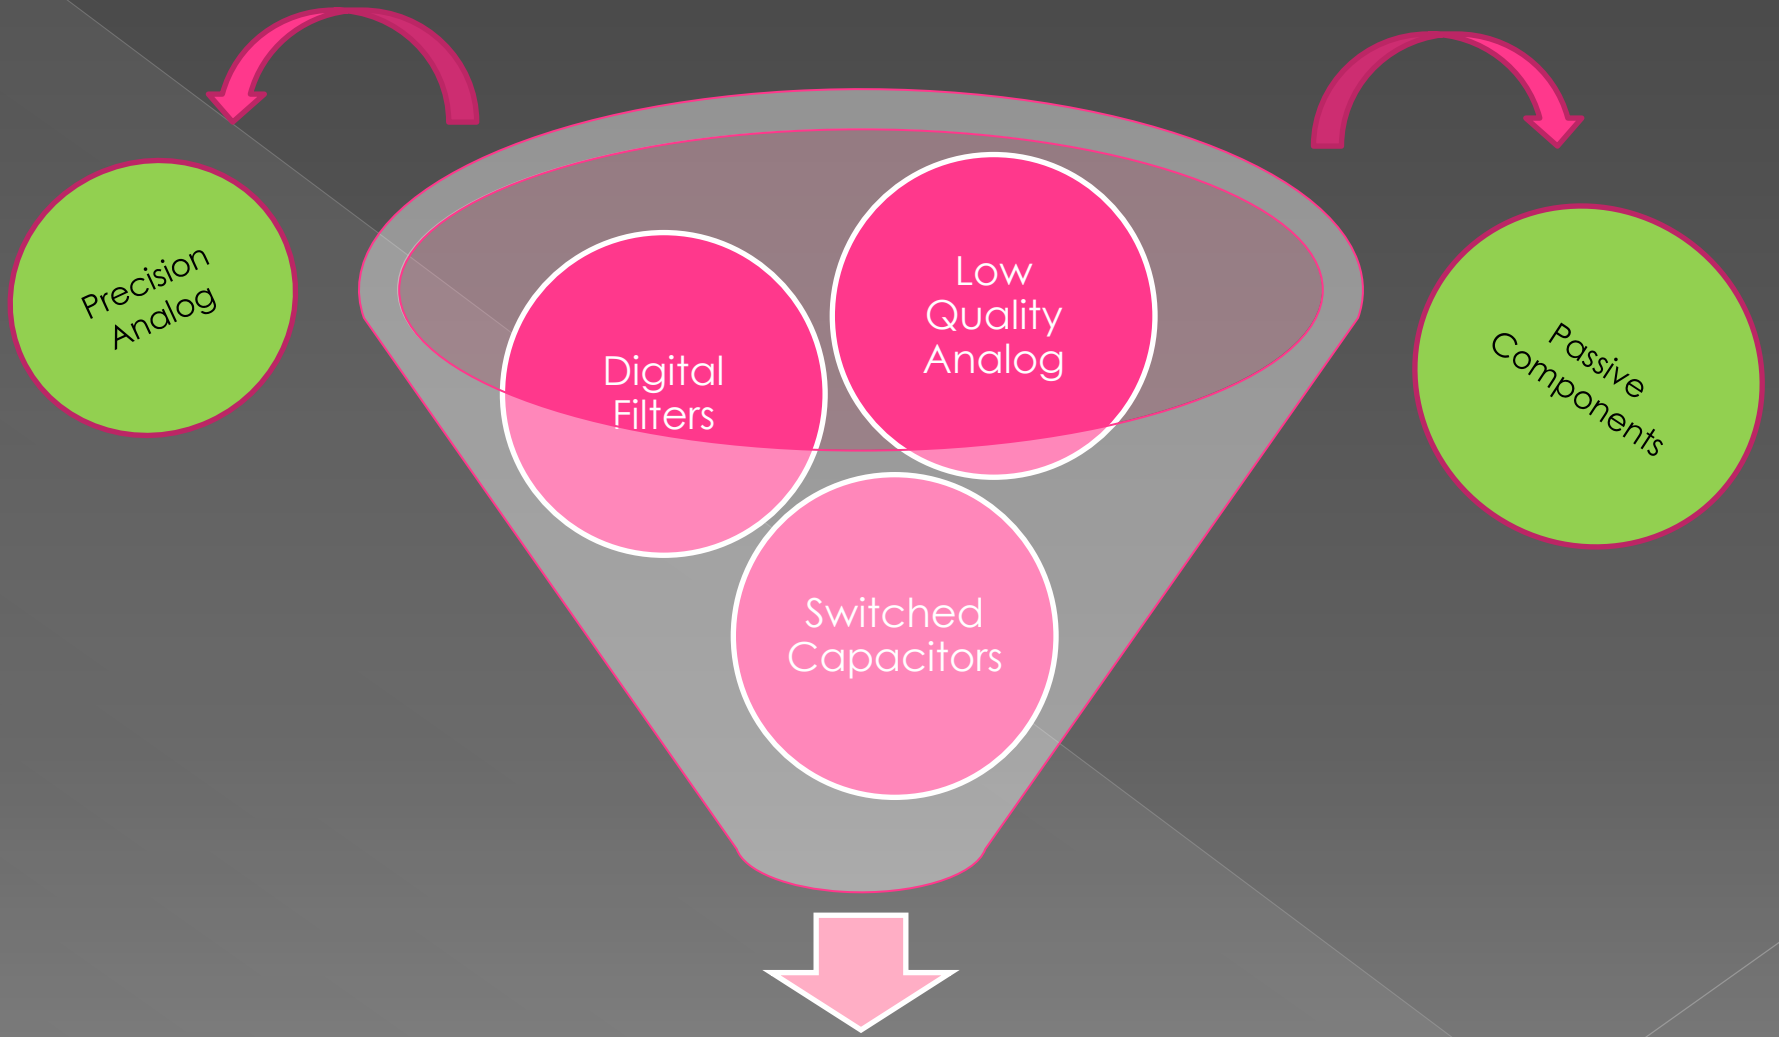 Precision
Analog
Digital
Filters
Low
Quality
Analog
Switched
Capacitors
Passive
Components